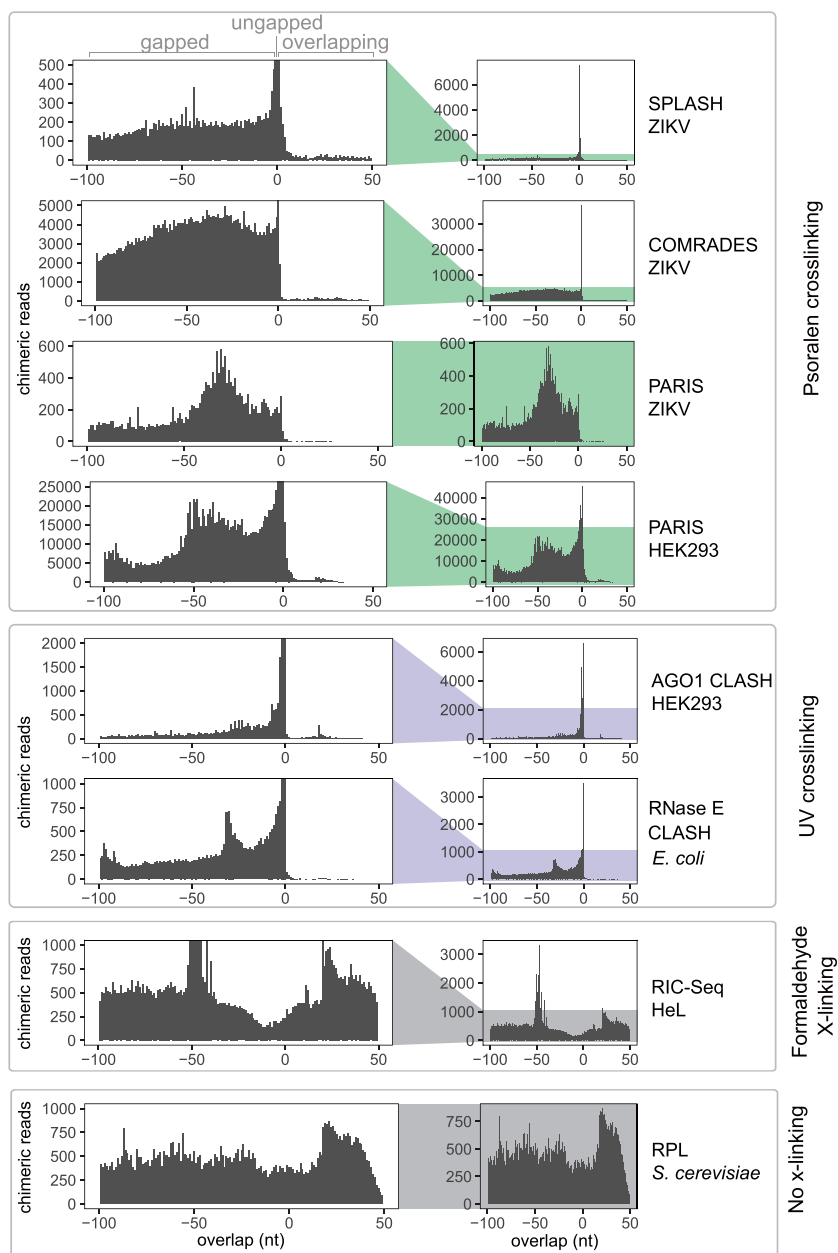 ungapped
gapped
overlapping
500
400
300
200
100
0
−100 −50 0 50
6000
4000
2000
0
−100 −50 0 50
SPLASH
ZIKV
5000
4000
3000
2000
1000
0
−100 −50 0 50
30000
20000
10000
0
−100 −50 0 50
COMRADES
ZIKV
chimeric reads
600
400
200
0
−100 −50 0 50
600
400
200
0
−100 −50 0 50
PARIS
ZIKV
25000
20000
15000
10000
5000
0
−100 −50 0 50
40000
30000
20000
10000
0
−100 −50 0 50
PARIS
HEK293
Psoralen crosslinking
2000
1500
1000
500
0
−100 −50 0 50
6000
4000
2000
0
−100 −50 0 50
AGO1 CLASH
HEK293
chimeric reads
1000
750
500
250
0
−100 −50 0 50
3000
2000
1000
0
−100 −50 0 50
RNase E
CLASH
E. coli
UV crosslinking
chimeric reads
1000
750
500
250
0
−100 −50 0 50
3000
2000
1000
0
−100 −50 0 50
RIC-Seq
HeL
Formaldehyde
X-linking
chimeric reads
1000
750
500
250
0
−100 −50 0 50
overlap (nt)
750
500
250
0
−100 −50 0 50
overlap (nt)
RPL
S. cerevisiae
No x-linking